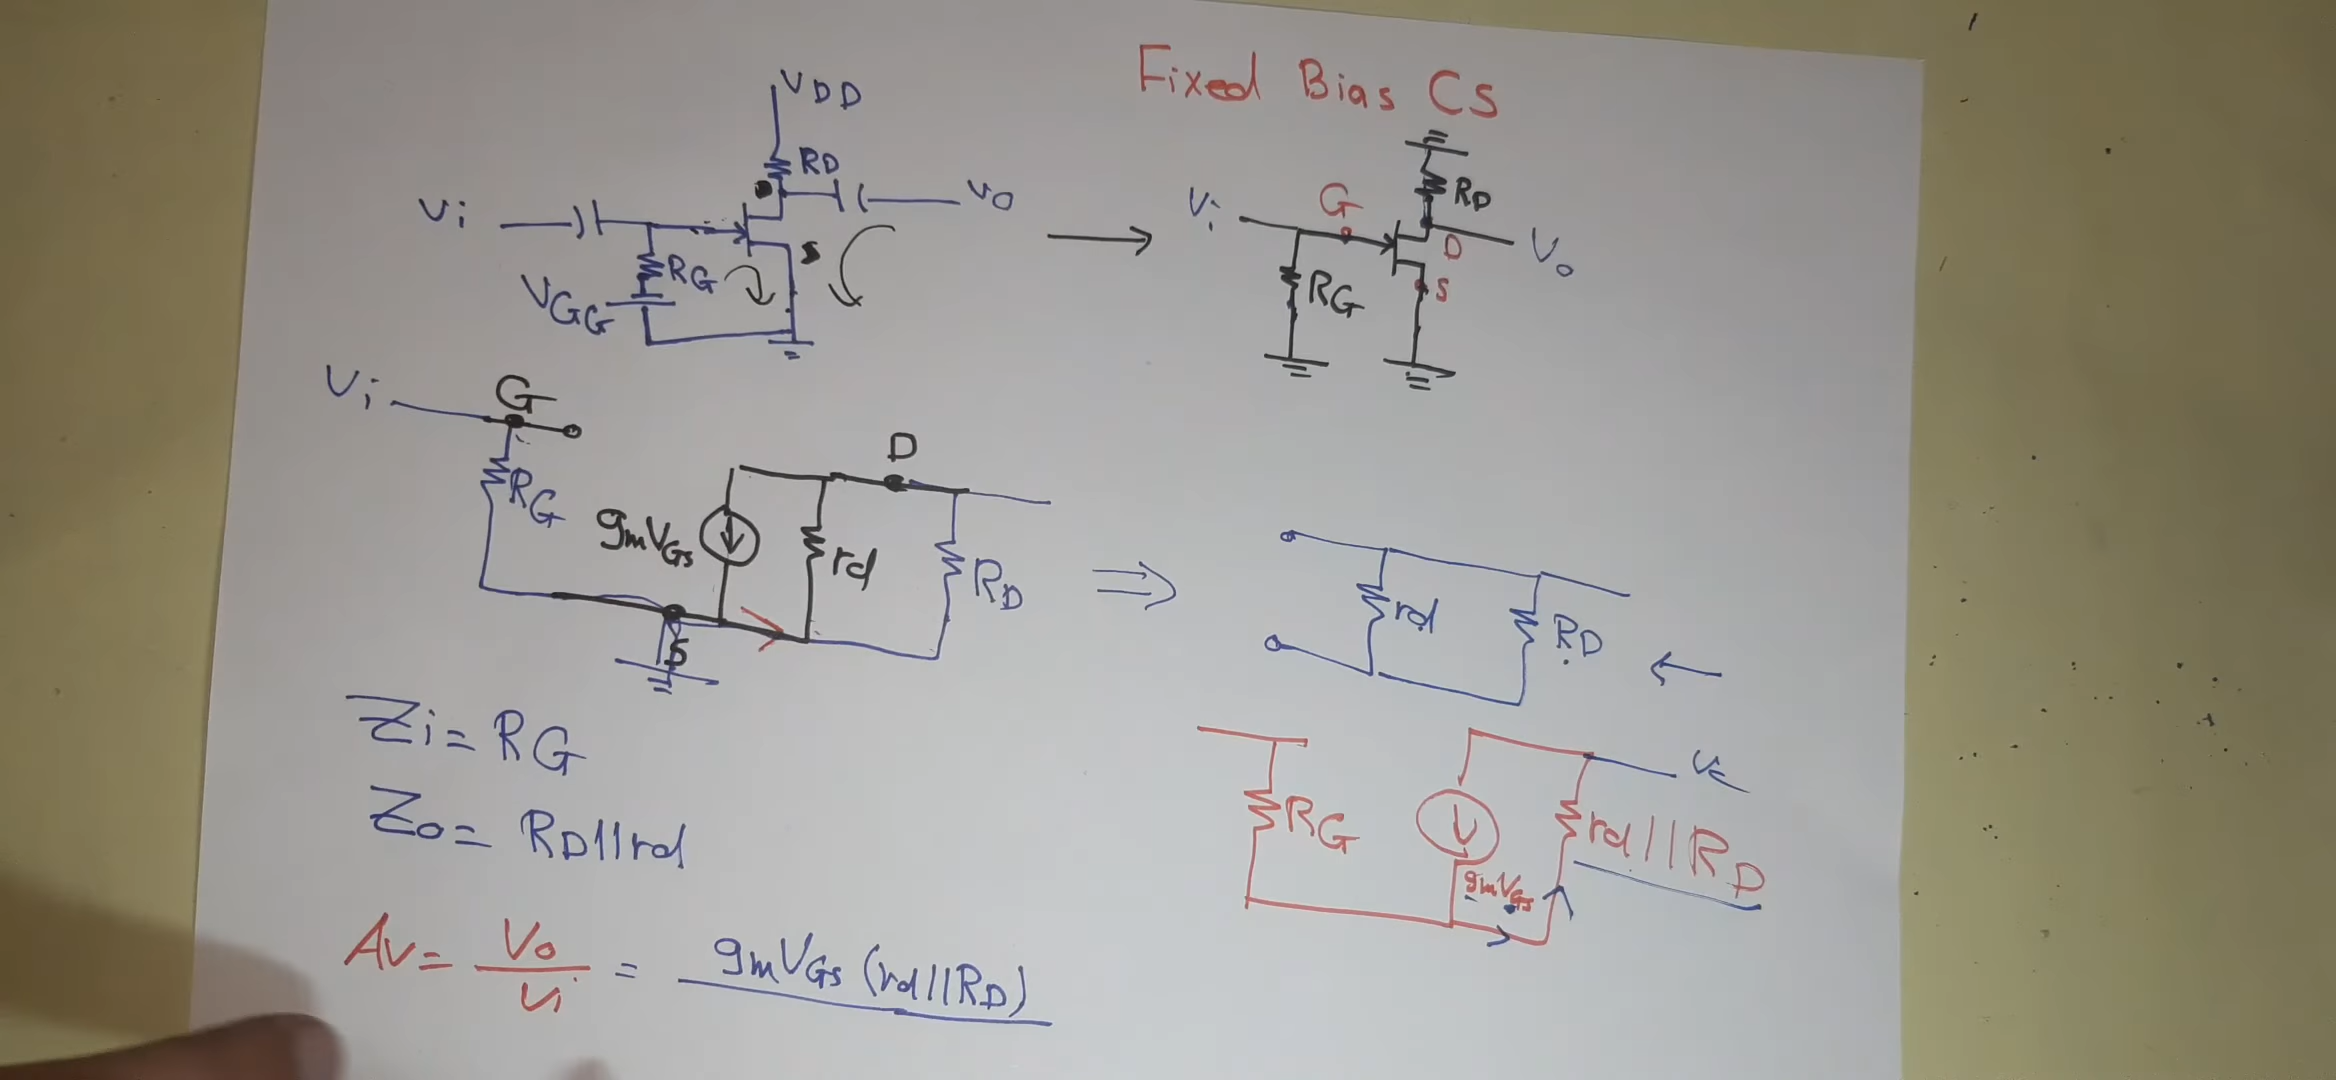 Fixed Bias CS
VDD
RD
Vi
Vo
S
RG
VGG
Vi
G
RD
D
Vo
S
RG
Vi
G
RG
D
gmVGs
rd
RD
S
rd
RD
Zi = RG
Zo = RD||rd
RG
gmVGs
rd||RD
Av = Vo/Vi = gmVGs (rd||RD)